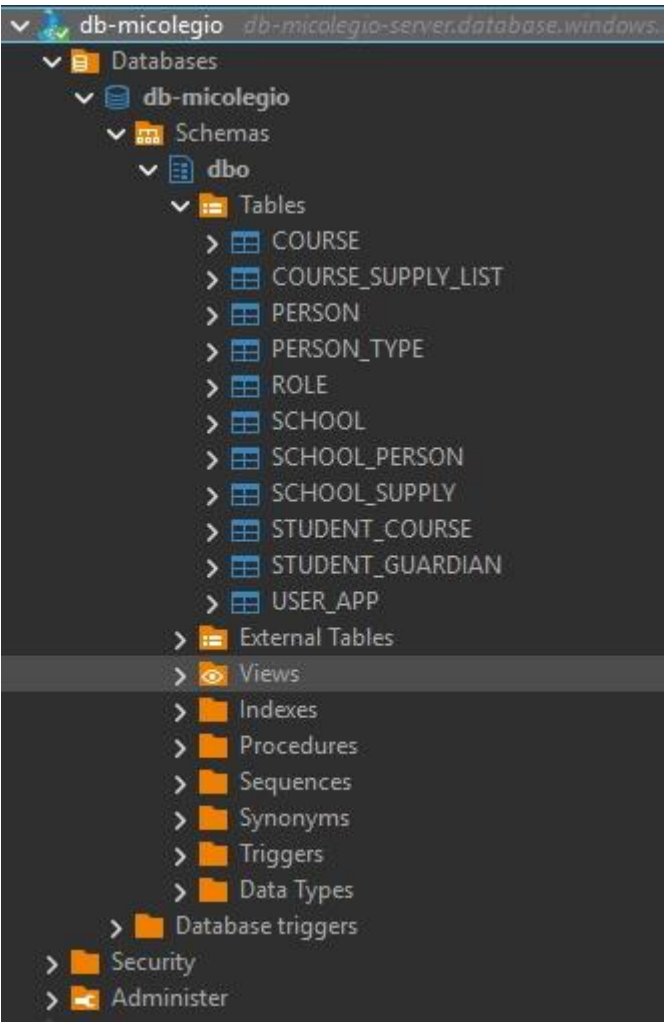 db-micolegio db-micolegio-server.database.windows.
Databases
db-micolegio
Schemas
dbo
Tables
COURSE
COURSE_SUPPLY_LIST
PERSON
PERSON_TYPE
ROLE
SCHOOL
SCHOOL_PERSON
SCHOOL_SUPPLY
STUDENT_COURSE
STUDENT_GUARDIAN
USER_APP
External Tables
Views
Indexes
Procedures
Sequences
Synonyms
Triggers
Data Types
Database triggers
Security
Administer